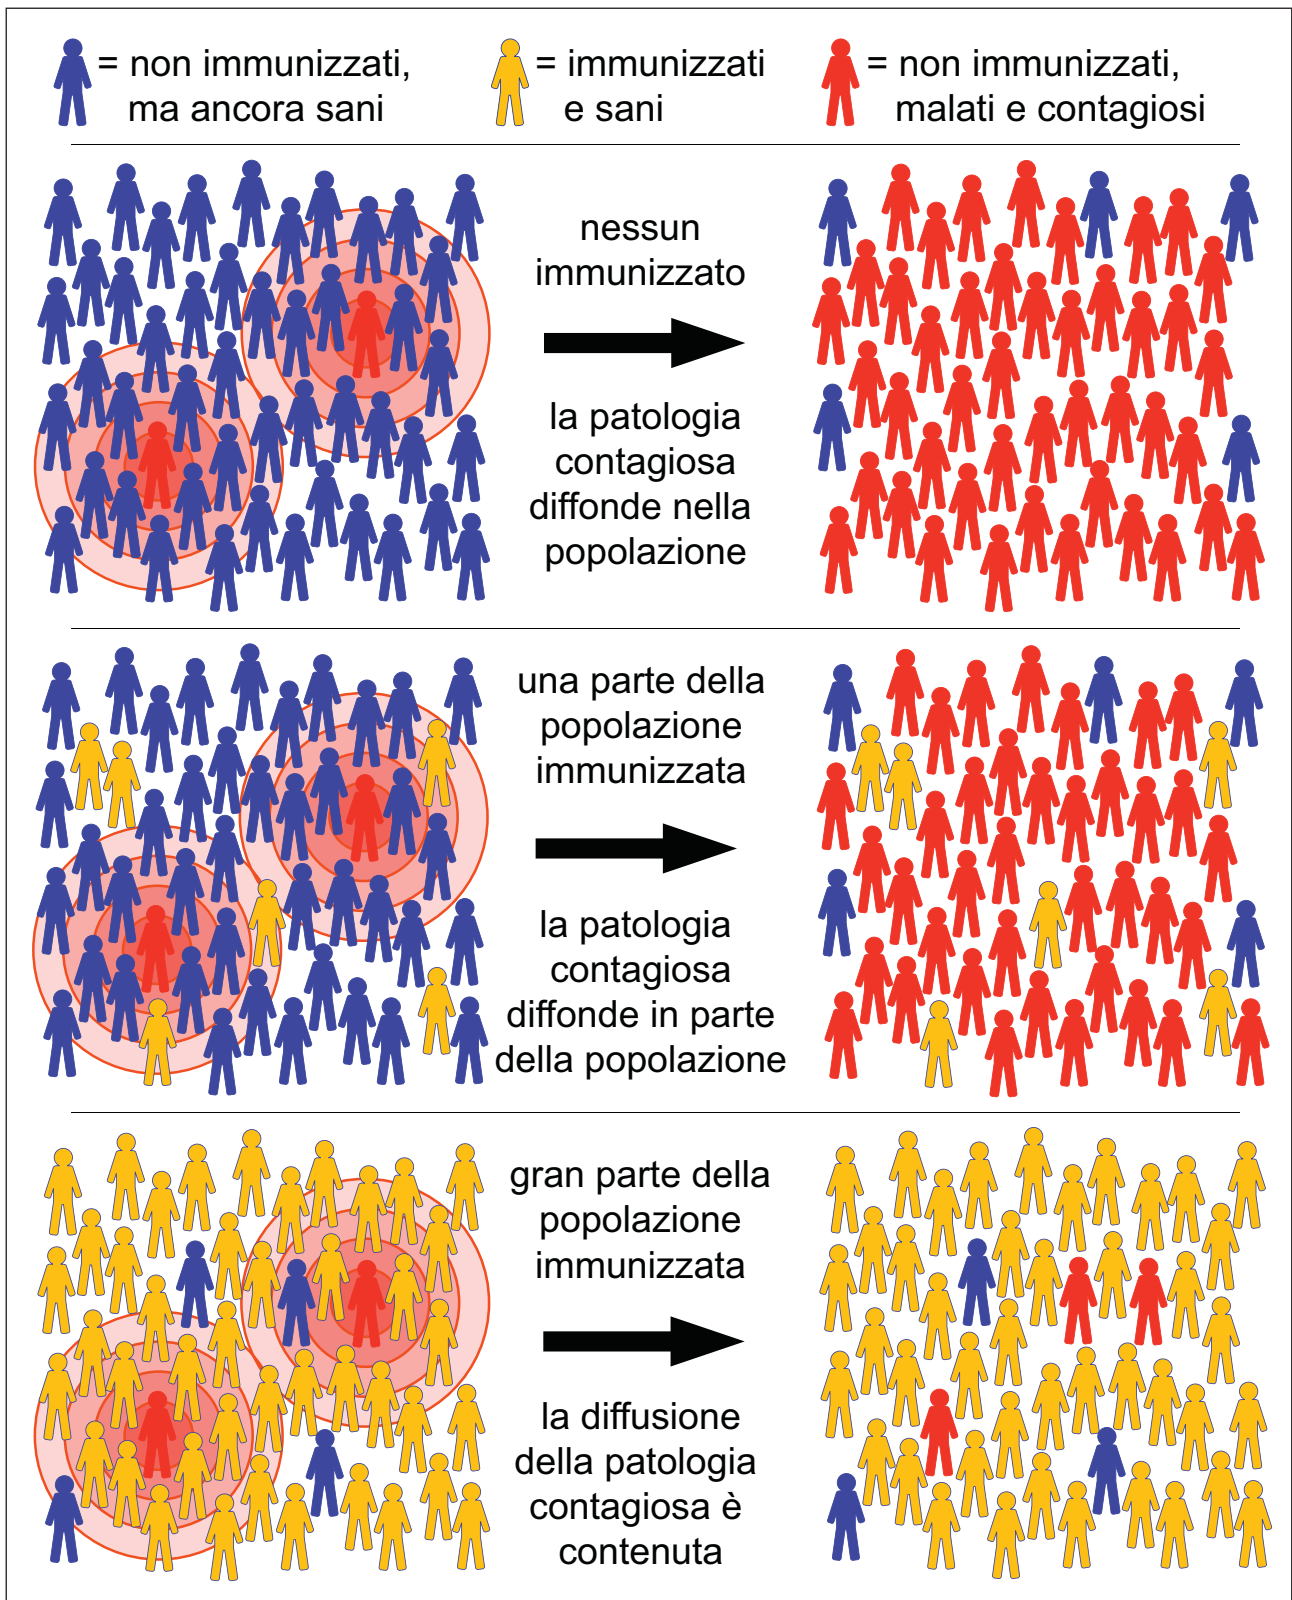 = non immunizzati,
ma ancora sani
= immunizzati
e sani
= non immunizzati,
malati e contagiosi
nessun
immunizzato
la patologia
contagiosa
diffonde nella
popolazione
una parte della
popolazione
immunizzata
la patologia
contagiosa
diffonde in parte
della popolazione
gran parte della
popolazione
immunizzata
la diffusione
della patologia
contagiosa è
contenuta